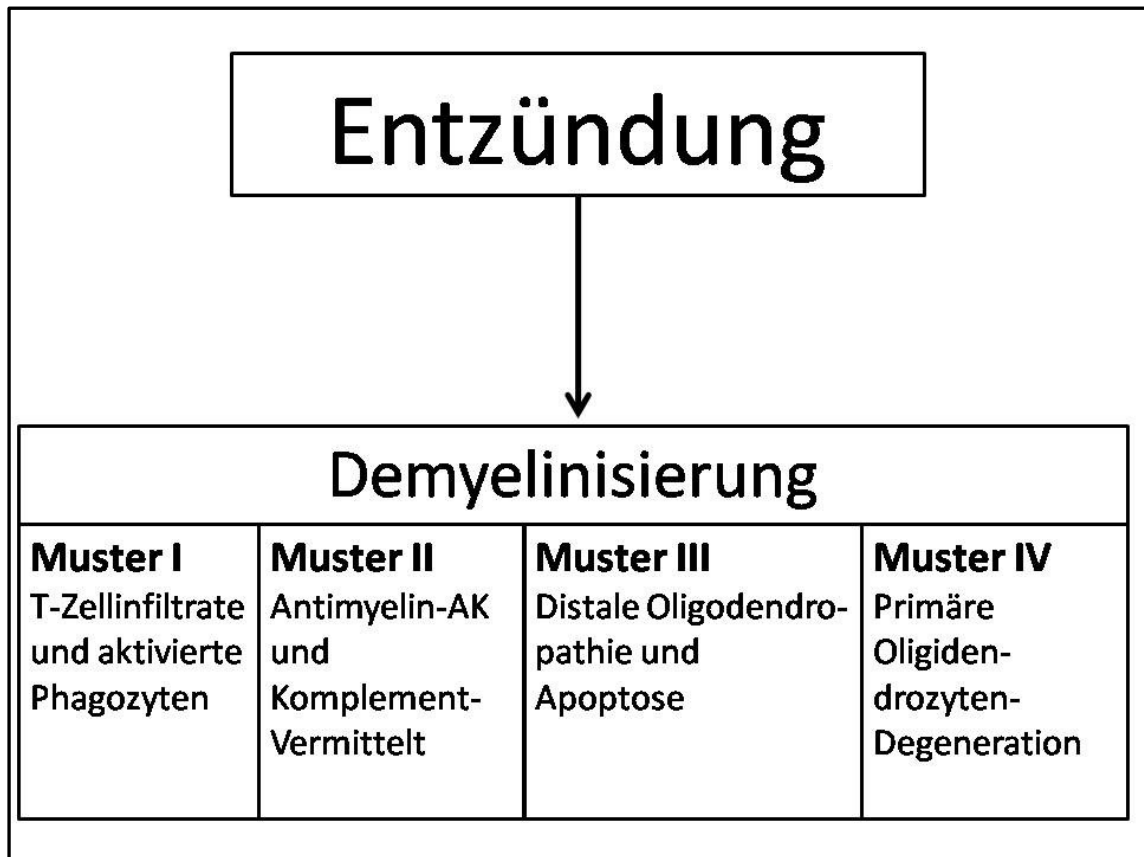 Entzündung
Demyelinisierung
Muster I
T-Zellinfiltrate
und aktivierte
Phagozyten
Muster II
Antimyelin-AK
und
Komplement-
Vermittelt
Muster III
Distale Oligodendro-
pathie und
Apoptose
Muster IV
Primäre
Oligiden-
drozyten-
Degeneration